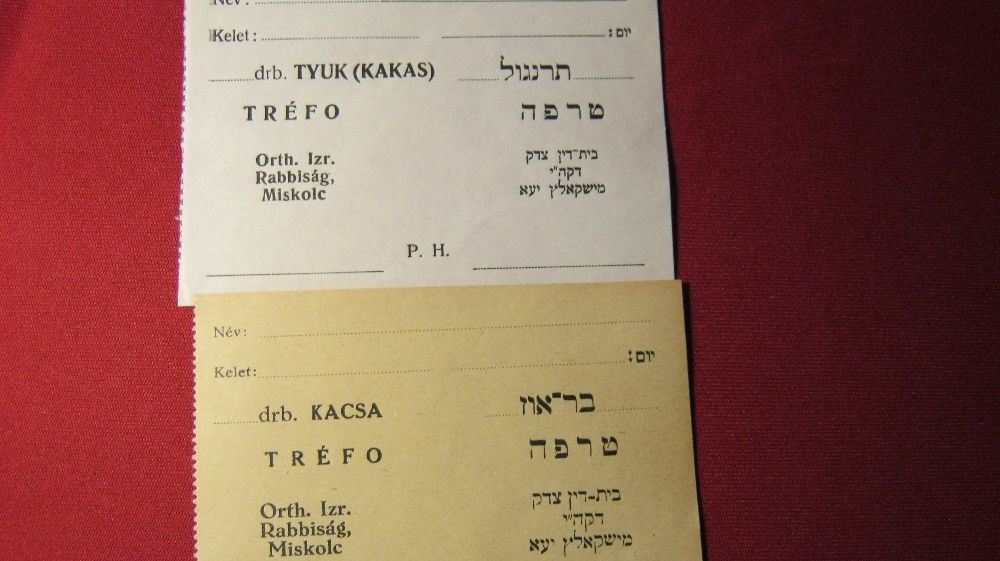 Név:
Kelet: יום:
drb. TYUK (KAKAS) תרנגול
TRÉFO טרפה
Orth. Izr. בית־דין צדק
Rabbiság, דקה״י
Miskolc מישקאלץ יעא
P. H.
Név:
Kelet: יום:
drb. KACSA בר־אוז
TRÉFO טרפה
Orth. Izr. בית-דין צדק
Rabbiság, דקה״י
Miskolc מישקאלץ יעא